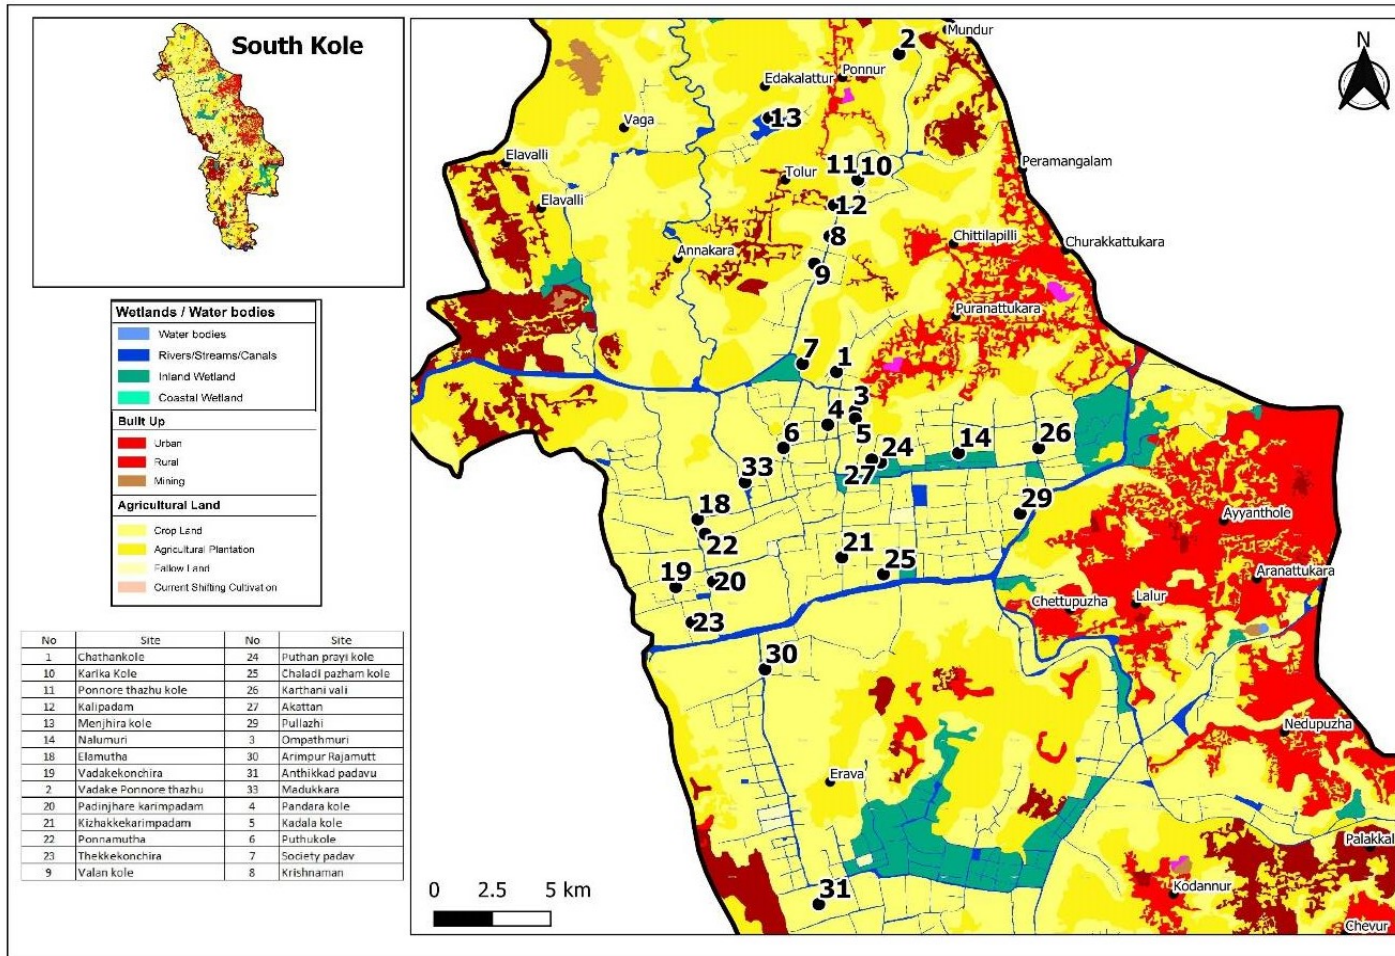 South Kole
Wetlands / Water bodies
Water bodies
Rivers/Streams/Canals
Inland Wetland
Coastal Wetland
Built Up
Urban
Rural
Mining
Agricultural Land
Crop Land
Agricultural Plantation
Fallow Land
Current Shifting Cultivation
No Site No Site
1 Chathankole 24 Puthan prayi kole
10 Karika Kole 25 Chaladi pazham kole
11 Ponnore thazhu kole 26 Karthani vali
12 Kalipadam 27 Akattan
13 Menjhira kole 29 Pullazhi
14 Nalumuri 3 Ompathmuri
18 Elamutha 30 Arimpur Rajamutt
19 Vadakekonchira 31 Anthikkad padavu
2 Vadake Ponnore thazhu 33 Madukkara
20 Padinjhare karimpadam 4 Pandara kole
21 Kizhakkekarimpadam 5 Kadala kole
22 Ponnamutha 6 Puthukole
23 Thekkekonchira 7 Society padav
9 Valan kole 8 Krishnaman
N
2
Mundur
Ponnur
Edakalattur
13
Vaga
Elavalli
11 10
Peramangalam
Tolur
Elavalli
12
8
Chittilapilli
Churakkattukara
Annakara
9
Puranattukara
7
1
3
4
5
6
24
14
26
27
33
18
29
Ayyanthole
22
21
25
19
20
Aranattukara
Chettupuzha
Lalur
23
30
Nedupuzha
Erava
Palakkal
Kodannur
31
Chevur
0 2.5 5 km